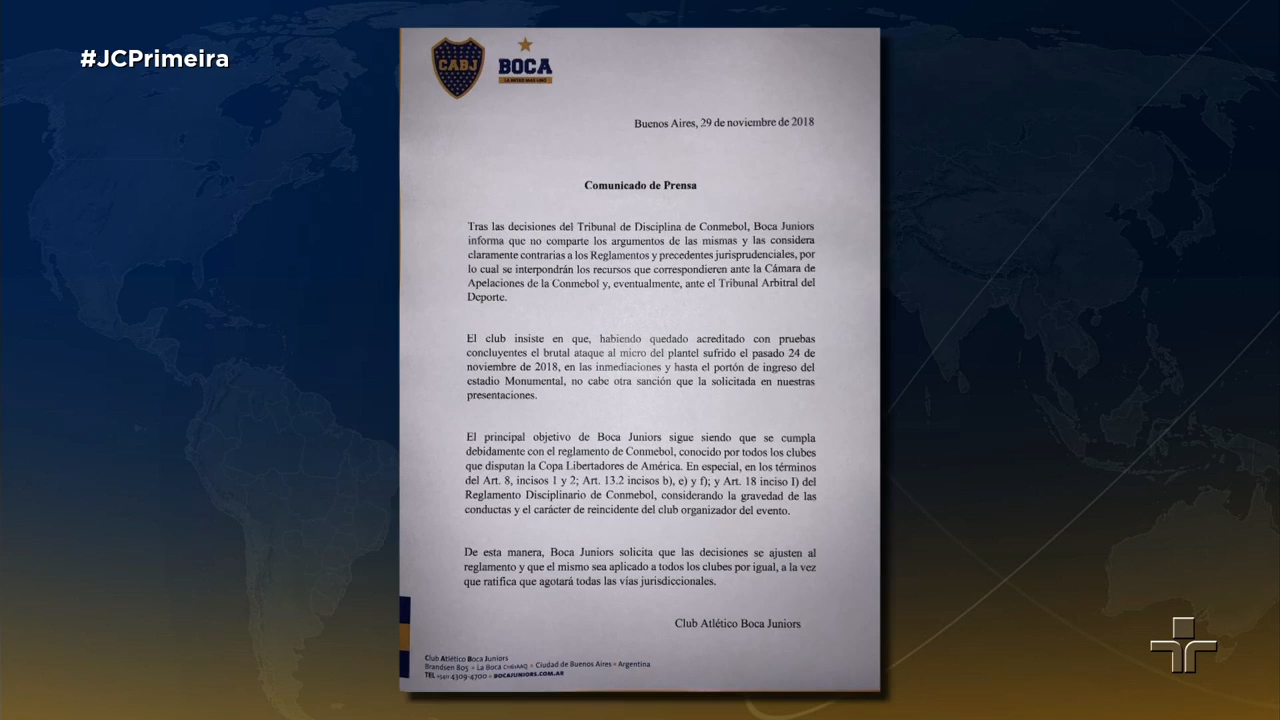 #JCPrimeira
CABJ
BOCA
Buenos Aires, 29 de noviembre de 2018
Comunicado de Prensa
Tras las decisiones del Tribunal de Disciplina de Conmebol, Boca Juniors
informa que no comparte los argumentos de las mismas y las considera
claramente contrarias a los Reglamentos y precedentes jurisprudenciales, por
lo cual se interpondrán los recursos que correspondieren ante la Cámara de
Apelaciones de la Conmebol y, eventualmente, ante el Tribunal Arbitral del
Deporte.
El club insiste en que, habiendo quedado acreditado con pruebas
concluyentes el brutal ataque al micro del plantel sufrido el pasado 24 de
noviembre de 2018, en las inmediaciones y hasta el portón de ingreso del
estadio Monumental, no cabe otra sanción que la solicitada en nuestras
presentaciones.
El principal objetivo de Boca Juniors sigue siendo que se cumpla
debidamente con el reglamento de Conmebol, conocido por todos los clubes
que disputan la Copa Libertadores de América. En especial, en los términos
del Art. 8, incisos 1 y 2; Art. 13.2 incisos b), e) y f); y Art. 18 inciso I) del
Reglamento Disciplinario de Conmebol, considerando la gravedad de las
conductas y el carácter de reincidente del club organizador del evento.
De esta manera, Boca Juniors solicita que las decisiones se ajusten al
reglamento y que el mismo sea aplicado a todos los clubes por igual, a la vez
que ratifica que agotará todas las vías jurisdiccionales.
Club Atlético Boca Juniors
Club Atlético Boca Juniors
Brandsen 805 • La Boca • Ciudad de Buenos Aires • Argentina
TEL 4309-4700 • BOCAJUNIORS.COM.AR